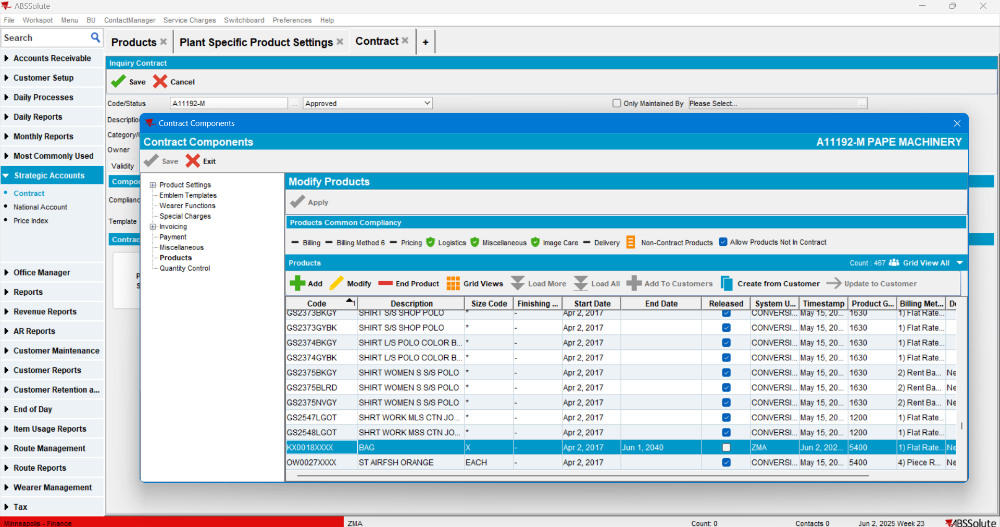 ABSSolute
File Workspot Menu BU ContactManager Service Charges Switchboard Preferences Help
Search
Products Plant Specific Product Settings Contract +
Accounts Receivable
Customer Setup
Daily Processes
Daily Reports
Monthly Reports
Most Commonly Used
Strategic Accounts
Contract
National Account
Price Index
Office Manager
Reports
Revenue Reports
AR Reports
Customer Maintenance
Customer Reports
Customer Retention a...
End of Day
Item Usage Reports
Route Management
Route Reports
Wearer Management
Tax
Inquiry Contract
Save Cancel
Code/Status A11192-M ... Approved Only Maintained By Please Select... ...
Owner
Validity
Template
Contract Components
Contract Components A11192-M PAPE MACHINERY
Save Exit
Product Settings
Emblem Templates
Wearer Functions
Special Charges
Invoicing
Payment
Miscellaneous
Products
Quantity Control
Modify Products
Apply
Products Common Compliancy
Billing Billing Method 6 Pricing Logistics Miscellaneous Image Care Delivery Non-Contract Products Allow Products Not In Contract
Products Count : 467 Grid View All
Add Modify End Product Grid Views Load More Load All Add To Customers Create from Customer Update to Customer
Code 1 Description Size Code Finishing ... Start Date End Date Released System U... Timestamp Product G... Billing Met...
GS2373BKGY SHIRT S/S SHOP POLO * - Apr 2, 2017 CONVERSI... May 15, 20... 1630 1) Flat Rate...
GS2373GYBK SHIRT S/S SHOP POLO * - Apr 2, 2017 CONVERSI... May 15, 20... 1630 1) Flat Rate...
GS2374BKGY SHIRT L/S POLO COLOR B... * - Apr 2, 2017 CONVERSI... May 15, 20... 1630 1) Flat Rate...
GS2374GYBK SHIRT L/S POLO COLOR B... * - Apr 2, 2017 CONVERSI... May 15, 20... 1630 1) Flat Rate...
GS2375BKGY SHIRT WOMEN S S/S POLO * - Apr 2, 2017 CONVERSI... May 15, 20... 1630 2) Rent Ba... Ne
GS2375BLRD SHIRT WOMEN S S/S POLO * - Apr 2, 2017 CONVERSI... May 15, 20... 1630 2) Rent Ba... Ne
GS2375NVGY SHIRT WOMEN S S/S POLO * - Apr 2, 2017 CONVERSI... May 15, 20... 1630 2) Rent Ba... Ne
GS2547LGOT SHRT WORK MLS CTN JO... * - Apr 2, 2017 CONVERSI... May 15, 20... 1200 1) Flat Rate...
GS2548LGOT SHRT WORK MSS CTN JO... * - Apr 2, 2017 CONVERSI... May 15, 20... 1200 1) Flat Rate...
KX0018XXXX BAG X - Apr 2, 2017 Jun 1, 2040 ZMA Jun 2, 202... 5400 1) Flat Rate... Ne
OW0027XXXX ST AIRFSH ORANGE EACH - Apr 2, 2017 CONVERSI... May 15, 20... 5400 4) Piece R... Ne
Minneapolis - Finance ZMA Count: 0 Contacts 0 Jun 2, 2025 Week 23 ABSSolute